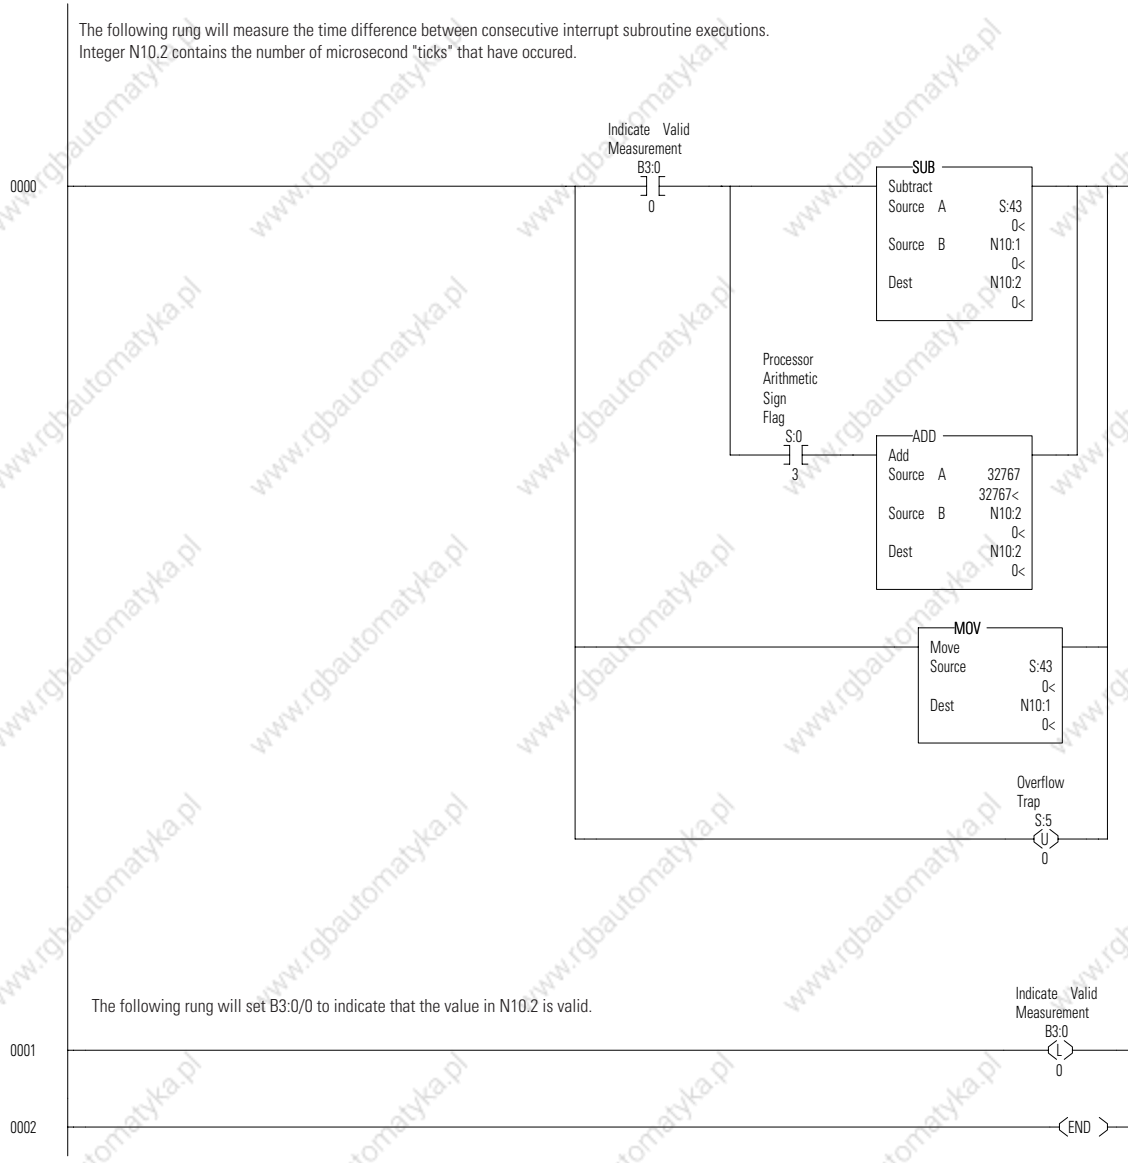 The following rung will measure the time difference between consecutive interrupt subroutine executions.
Integer N10.2 contains the number of microsecond "ticks" that have occured.
Indicate Valid
Measurement
B3:0
0
0000
SUB
Subtract
Source A S:43
0<
Source B N10:1
0<
Dest N10:2
0<
Processor
Arithmetic
Sign
Flag
S:0
3
ADD
Add
Source A 32767
32767<
Source B N10:2
0<
Dest N10:2
0<
MOV
Move
Source S:43
0<
Dest N10:1
0<
Overflow
Trap
S:5
U
0
The following rung will set B3:0/0 to indicate that the value in N10.2 is valid.
Indicate Valid
Measurement
B3:0
0001
L
0
0002
END
www.rgbautomatyka.pl